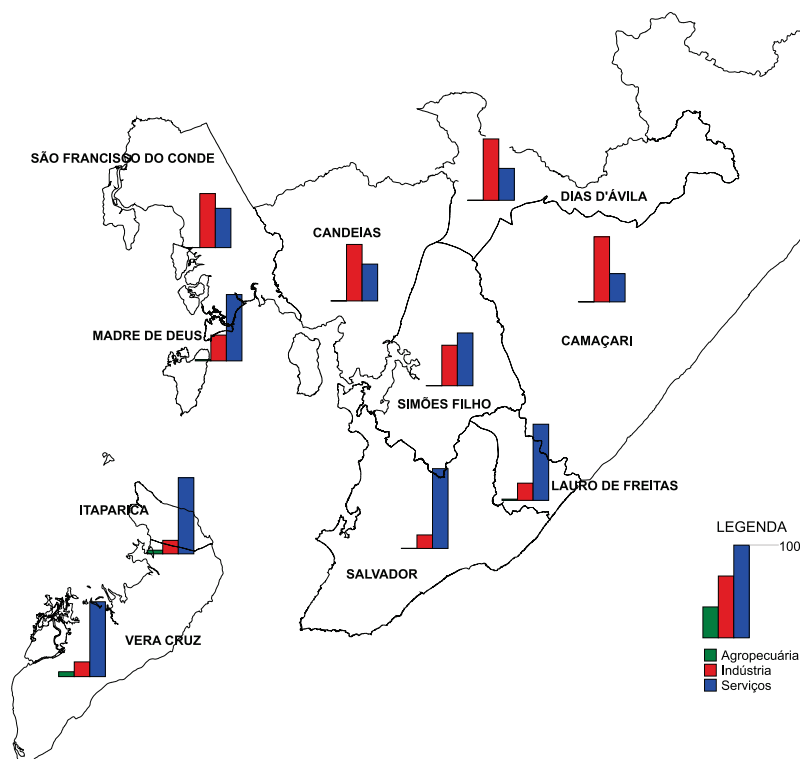 SÃO FRANCISCO DO CONDE
DIAS D'ÁVILA
CANDEIAS
MADRE DE DEUS
CAMAÇARI
SIMÕES FILHO
LAURO DE FREITAS
ITAPARICA
SALVADOR
VERA CRUZ
LEGENDA
100
Agropecuária
Indústria
Serviços